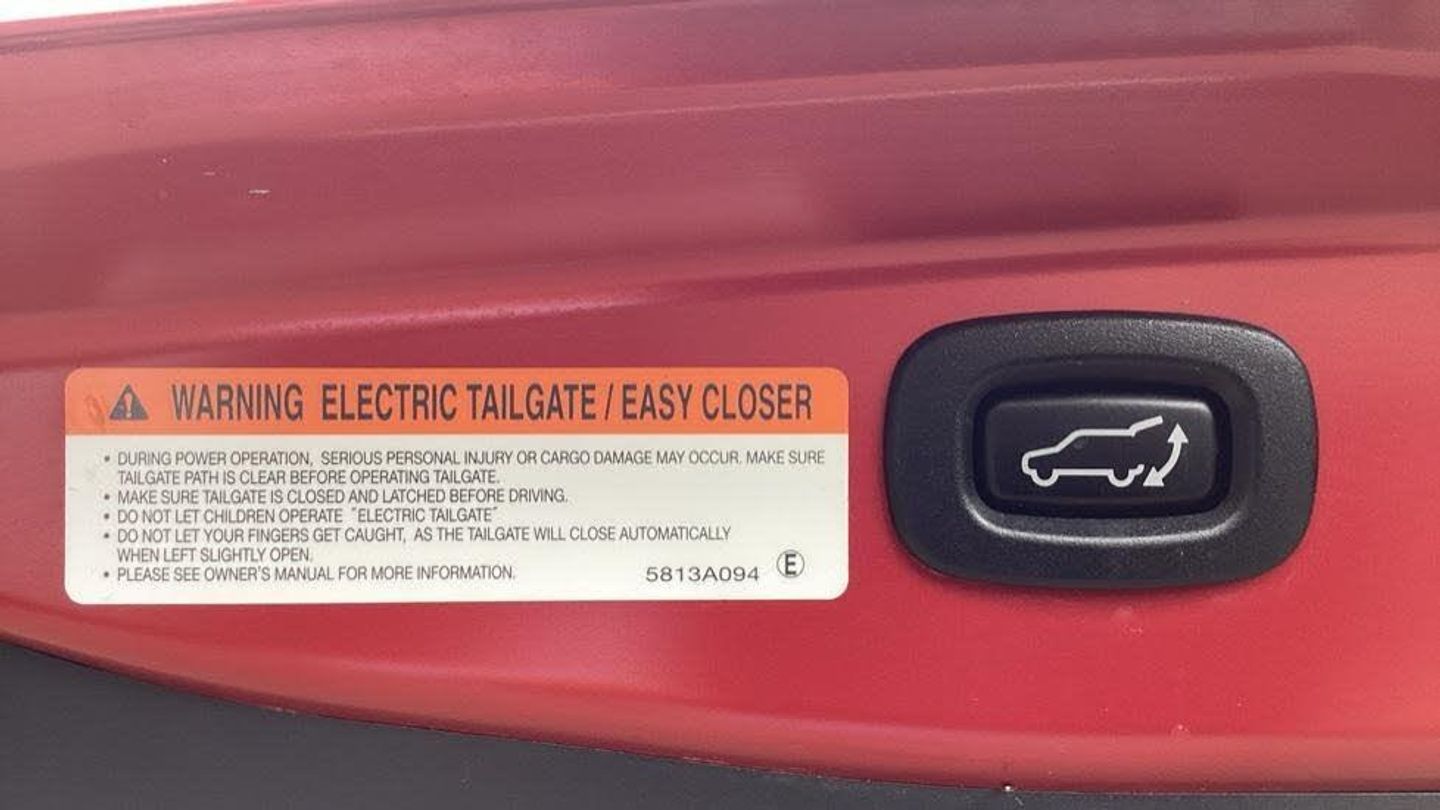 WARNING ELECTRIC TAILGATE / EASY CLOSER
• DURING POWER OPERATION, SERIOUS PERSONAL INJURY OR CARGO DAMAGE MAY OCCUR. MAKE SURE
TAILGATE PATH IS CLEAR BEFORE OPERATING TAILGATE.
• MAKE SURE TAILGATE IS CLOSED AND LATCHED BEFORE DRIVING.
• DO NOT LET CHILDREN OPERATE "ELECTRIC TAILGATE"
• DO NOT LET YOUR FINGERS GET CAUGHT, AS THE TAILGATE WILL CLOSE AUTOMATICALLY
WHEN LEFT SLIGHTLY OPEN.
• PLEASE SEE OWNER'S MANUAL FOR MORE INFORMATION.
5813A094 Ⓔ